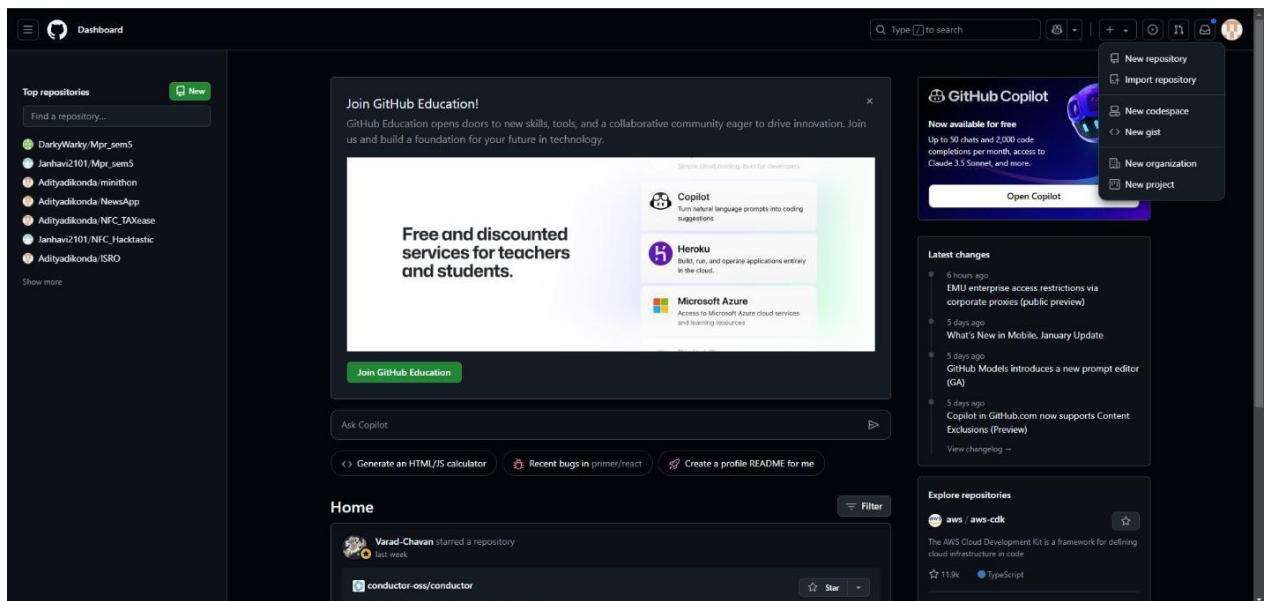 Dashboard
Type / to search
New repository
Import repository
New codespace
New gist
New organization
New project
Top repositories
New
Find a repository...
DarkyWarky/Mpr_sem5
Janhavi2101/Mpr_sem5
Adityadikonda/minithon
Adityadikonda/NewsApp
Adityadikonda/NFC_TAXease
Janhavi2101/NFC_Hacktastic
Adityadikonda/ISRO
Show more
Join GitHub Education!
GitHub Education opens doors to new skills, tools, and a collaborative community eager to drive innovation. Join
us and build a foundation for your future in technology.
Free and discounted
services for teachers
and students.
Simple cloud hosting, built for developers
Copilot
Turn natural language prompts into coding
suggestions
Heroku
Build, run, and operate applications entirely
in the cloud.
Microsoft Azure
Access to Microsoft Azure cloud services
and learning resources
Join GitHub Education
Ask Copilot
Generate an HTML/JS calculator
Recent bugs in primer/react
Create a profile README for me
Home
Filter
Varad-Chavan starred a repository
last week
conductor-oss/conductor
Star
GitHub Copilot
Now available for free
Up to 50 chats and 2,000 code
completions per month, access to
Claude 3.5 Sonnet, and more.
Open Copilot
Latest changes
6 hours ago
EMU enterprise access restrictions via
corporate proxies (public preview)
5 days ago
What's New in Mobile, January Update
5 days ago
GitHub Models introduces a new prompt editor
(GA)
5 days ago
Copilot in GitHub.com now supports Content
Exclusions (Preview)
View changelog →
Explore repositories
aws / aws-cdk
The AWS Cloud Development Kit is a framework for defining
cloud infrastructure in code
11.9k
TypeScript